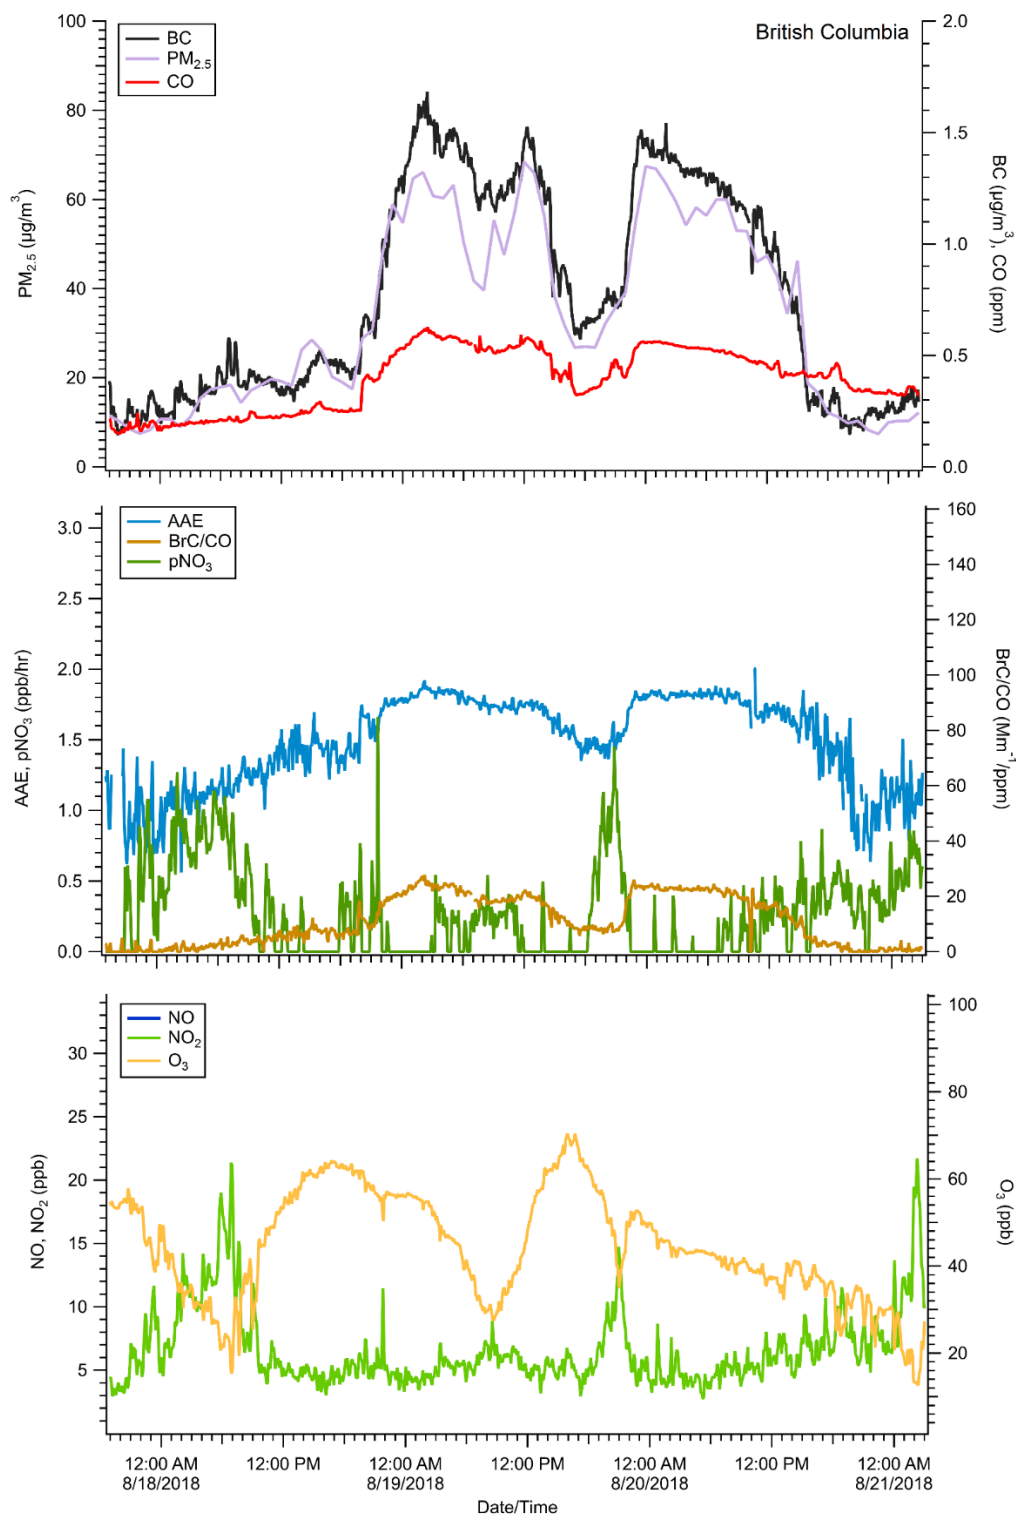 British Columbia
BC
PM2.5
CO
100
80
60
40
20
0
PM2.5 (µg/m3)
2.0
1.5
1.0
0.5
0.0
BC (µg/m3), CO (ppm)
AAE
BrC/CO
pNO3
3.0
2.5
2.0
1.5
1.0
0.5
0.0
AAE, pNO3 (ppb/hr)
160
140
120
100
80
60
40
20
0
BrC/CO (Mm-1/ppm)
NO
NO2
O3
30
25
20
15
10
5
NO, NO2 (ppb)
100
80
60
40
20
O3 (ppb)
12:00 AM 12:00 PM 12:00 AM 12:00 PM 12:00 AM 12:00 PM 12:00 AM
8/18/2018 8/19/2018 8/20/2018 8/21/2018
Date/Time